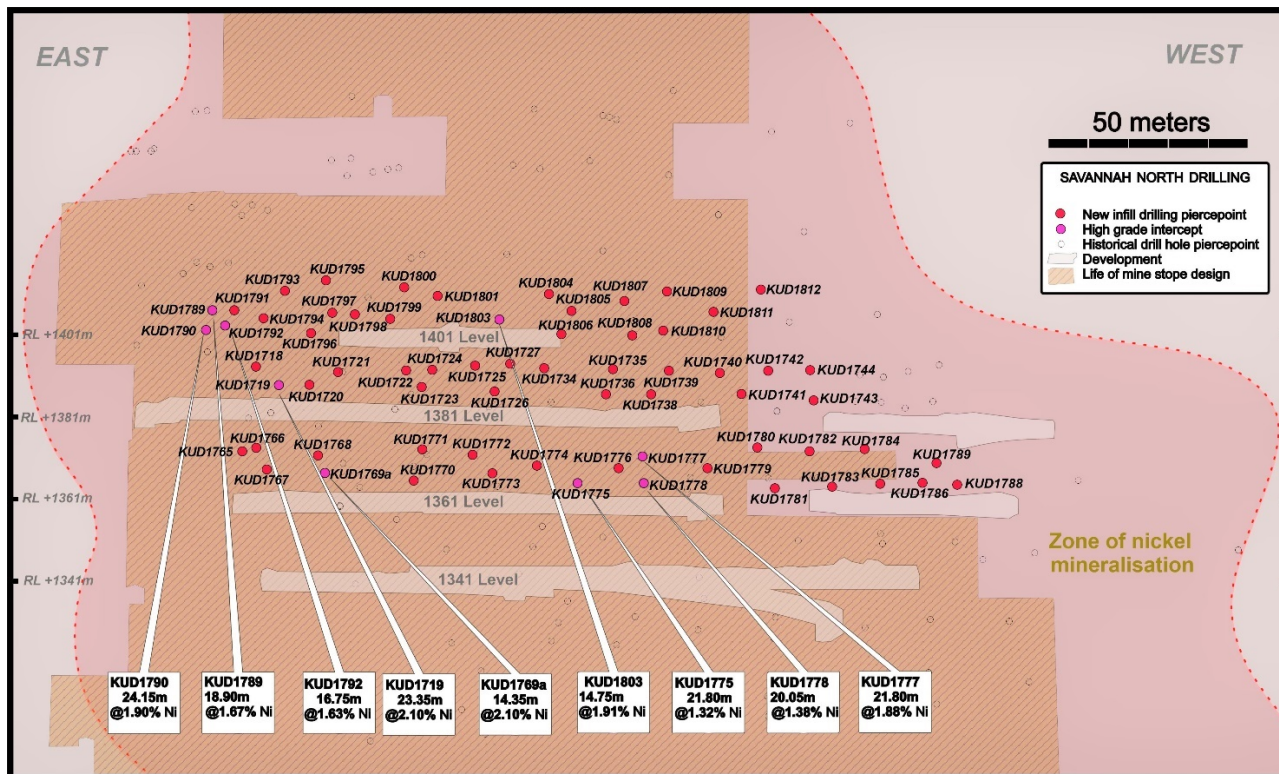 EAST
WEST
50 meters
SAVANNAH NORTH DRILLING
New infill drilling piercepoint
High grade intercept
Historical drill hole piercepoint
Development
Life of mine stope design
KUD1795
KUD1793
KUD1800
KUD1804
KUD1807
KUD1812
KUD1789
KUD1791
KUD1797
KUD1799
KUD1801
KUD1805
KUD1809
KUD1811
KUD1790
KUD1792
KUD1794
KUD1798
KUD1803
KUD1806
KUD1808
KUD1810
RL +1401m
KUD1796
1401 Level
KUD1718
KUD1721
KUD1724
KUD1727
KUD1735
KUD1740
KUD1742
KUD1744
KUD1719
KUD1720
KUD1722
KUD1725
KUD1734
KUD1736
KUD1739
KUD1723
KUD1726
KUD1738
KUD1741
KUD1743
RL +1381m
1381 Level
KUD1766
KUD1768
KUD1771
KUD1772
KUD1780
KUD1782
KUD1784
KUD1765
KUD1774
KUD1776
KUD1777
KUD1789
KUD1767
KUD1769a
KUD1770
KUD1773
KUD1779
KUD1783
KUD1785
KUD1775
KUD1778
KUD1781
KUD1786
KUD1788
RL +1361m
1361 Level
Zone of nickel
mineralisation
RL +1341m
1341 Level
KUD1790
24.15m
@1.90% Ni
KUD1789
18.90m
@1.67% Ni
KUD1792
16.75m
@1.63% Ni
KUD1719
23.35m
@2.10% Ni
KUD1769a
14.35m
@2.10% Ni
KUD1803
14.75m
@1.91% Ni
KUD1775
21.80m
@1.32% Ni
KUD1778
20.05m
@1.38% Ni
KUD1777
21.80m
@1.88% Ni